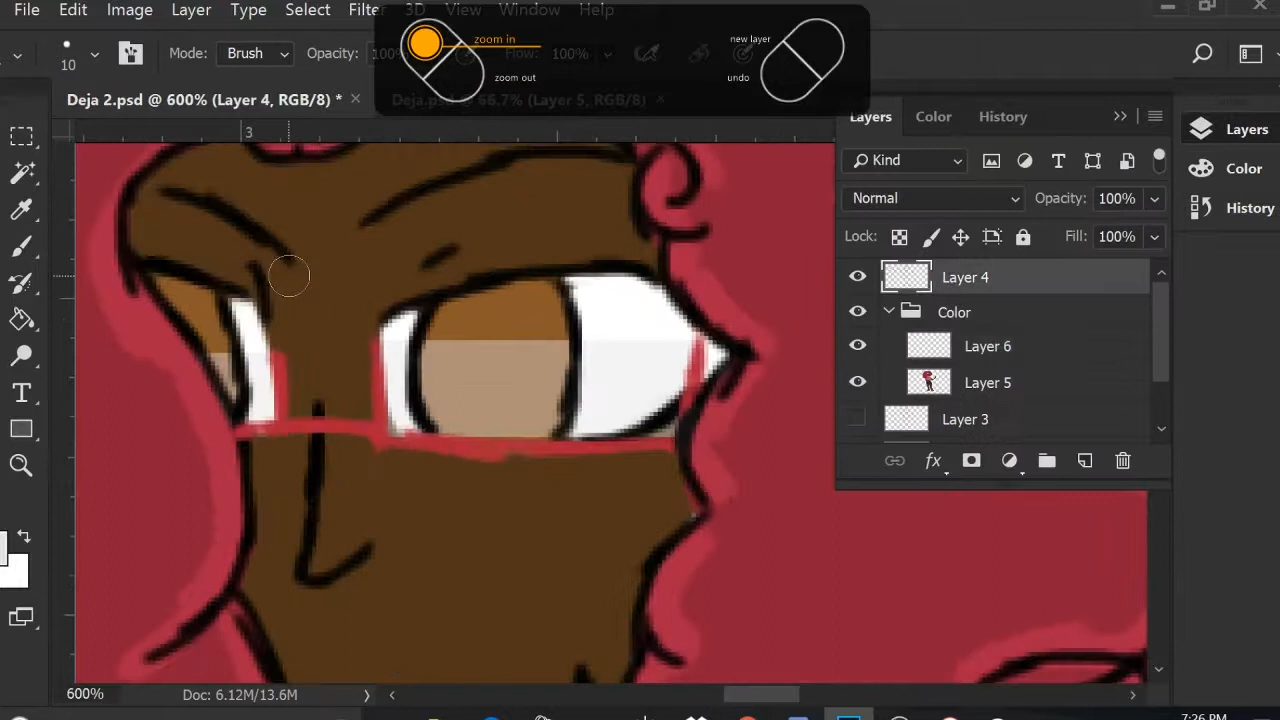 File Edit Image Layer Type Select Filter 3D View Window Help
zoom in
zoom out
new layer
undo
10 Mode: Brush Opacity: 100% Flow: 100%
Deja 2.psd @ 600% (Layer 4, RGB/8) * × Deja.psd @ 66.7% (Layer 5, RGB/8) ×
3
Layers Color History
Kind
Normal Opacity: 100%
Lock: Fill: 100%
Layer 4
Color
Layer 6
Layer 5
Layer 3
fx
Layers
Color
History
600% Doc: 6.12M/13.6M
7:26 PM